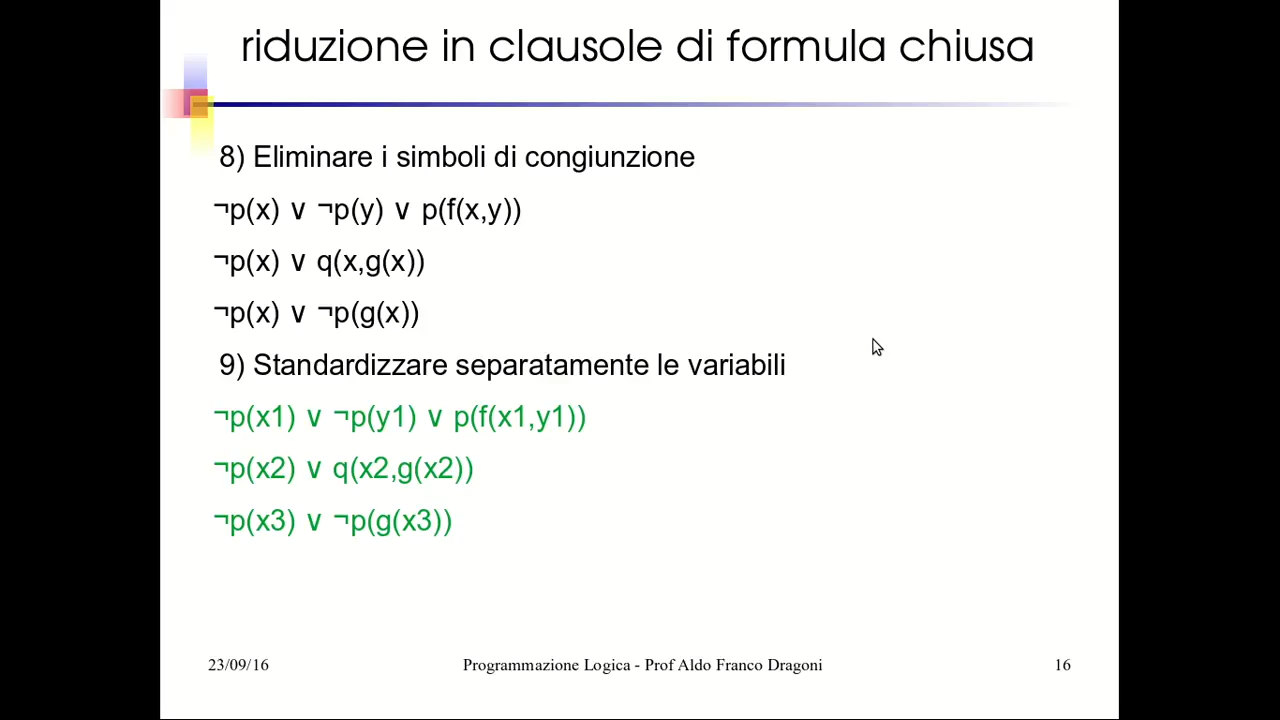 riduzione in clausole di formula chiusa
8) Eliminare i simboli di congiunzione
¬p(x) ∨ ¬p(y) ∨ p(f(x,y))
¬p(x) ∨ q(x,g(x))
¬p(x) ∨ ¬p(g(x))
9) Standardizzare separatamente le variabili
¬p(x1) ∨ ¬p(y1) ∨ p(f(x1,y1))
¬p(x2) ∨ q(x2,g(x2))
¬p(x3) ∨ ¬p(g(x3))
23/09/16 Programmazione Logica - Prof Aldo Franco Dragoni 16